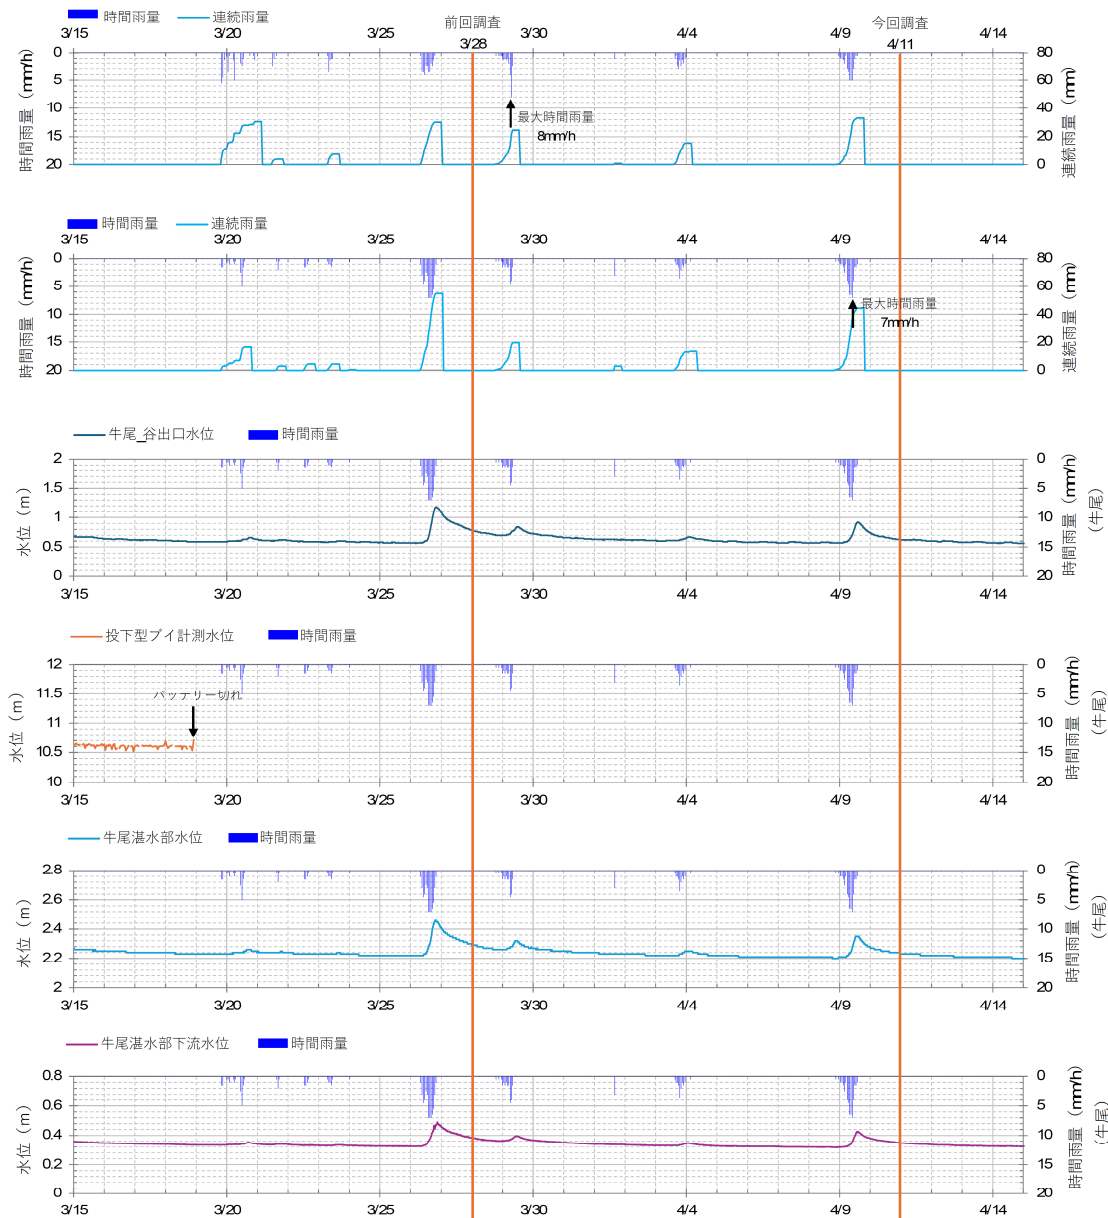 時間雨量 連続雨量
前回調査 今回調査
3/15 3/20 3/25 3/28 3/30 4/4 4/9 4/11 4/14
時間雨量（mm/h）
0
5
10
15
20
最大時間雨量
8mm/h
連続雨量（mm）
80
60
40
20
0
時間雨量 連続雨量
3/15 3/20 3/25 3/30 4/4 4/9 4/14
時間雨量（mm/h）
0
5
10
15
20
最大時間雨量
7mm/h
連続雨量（mm）
80
60
40
20
0
牛尾_谷出口水位 時間雨量
水位（m）
2
1.5
1
0.5
0
時間雨量（mm/h）
（牛尾）
0
5
10
15
20
3/15 3/20 3/25 3/30 4/4 4/9 4/14
投下型ブイ計測水位 時間雨量
水位（m）
12
11.5
11
10.5
10
バッテリー切れ
時間雨量（mm/h）
（牛尾）
0
5
10
15
20
3/15 3/20 3/25 3/30 4/4 4/9 4/14
牛尾湛水部水位 時間雨量
水位（m）
2.8
2.6
2.4
2.2
2
時間雨量（mm/h）
（牛尾）
0
5
10
15
20
3/15 3/20 3/25 3/30 4/4 4/9 4/14
牛尾湛水部下流水位 時間雨量
水位（m）
0.8
0.6
0.4
0.2
0
時間雨量（mm/h）
（牛尾）
0
5
10
15
20
3/15 3/20 3/25 3/30 4/4 4/9 4/14